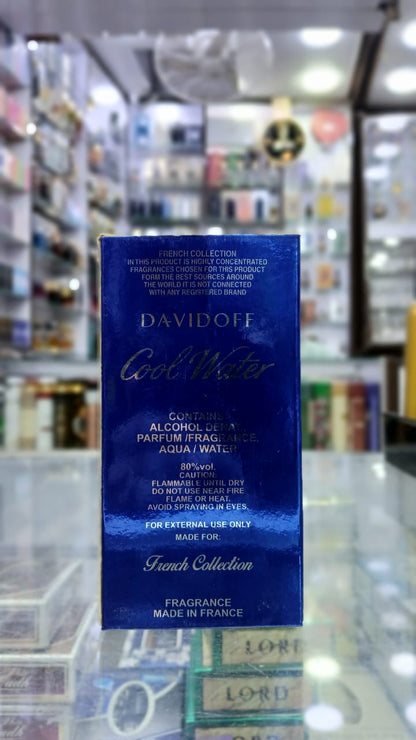 FRENCH COLLECTION
IN THIS PRODUCT IS HIGHLY CONCENTRATED
FRAGRANCES CHOSEN FOR THIS PRODUCT
FORM THE BEST SOURCES AROUND
THE WORLD IT IS NOT CONNECTED
WITH ANY REGISTERED BRAND
DAVIDOFF
Cool Water
CONTAINS
ALCOHOL
PARFUM /FRAGRANCE,
AQUA / WATER
80%vol.
CAUTION:
FLAMMABLE UNTIL DRY
DO NOT USE NEAR FIRE
FLAME OR HEAT.
AVOID SPRAYING IN EYES,
FOR EXTERNAL USE ONLY
MADE FOR:
French Collection
FRAGRANCE
MADE IN FRANCE
LORD
LORD